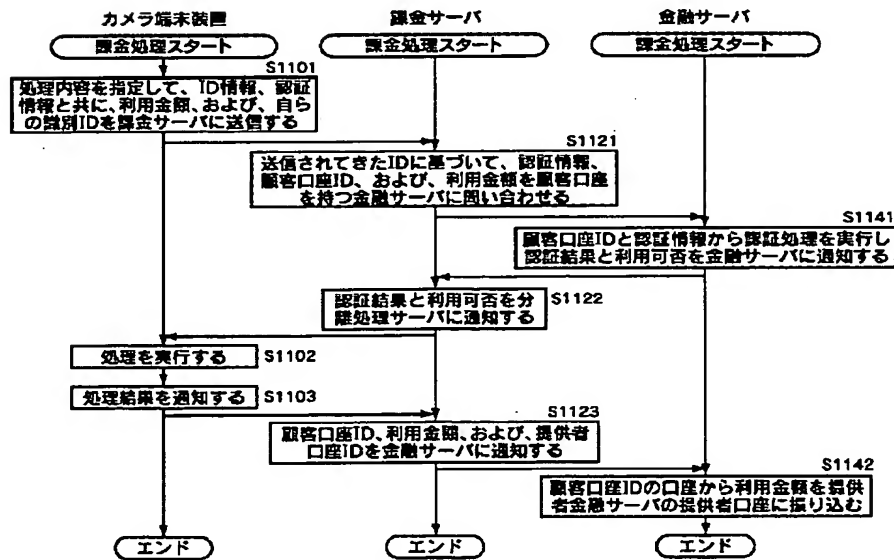 カメラ端末装置
課金サーバ
金融サーバ
課金処理スタート
課金処理スタート
課金処理スタート
S1101
処理内容を指定して、ID情報、認証
情報と共に、利用金額、および、自ら
の識別IDを課金サーバに送信する
S1121
送信されてきたIDに基づいて、認証情報、
顧客口座ID、および、利用金額を顧客口座
を持つ金融サーバに問い合わせる
S1141
顧客口座IDと認証情報から認証処理を実行し
認証結果と利用可否を金融サーバに通知する
認証結果と利用可否を分
離処理サーバに通知する
S1122
処理を実行する
S1102
処理結果を通知する
S1103
S1123
顧客口座ID、利用金額、および、提供者
口座IDを金融サーバに通知する
S1142
顧客口座IDの口座から利用金額を提供
者金融サーバの提供者口座に振り込む
エンド
エンド
エンド